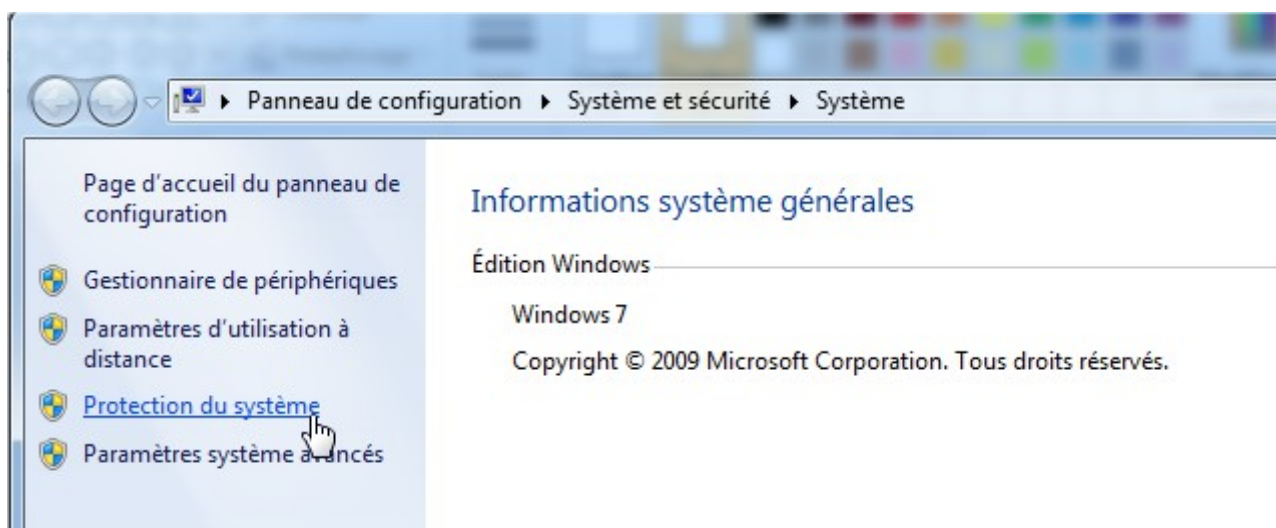 Panneau de configuration Système et sécurité Système
Page d'accueil du panneau de
configuration
Gestionnaire de périphériques
Paramètres d'utilisation à
distance
Protection du système
Paramètres système avancés
Informations système générales
Édition Windows
Windows 7
Copyright © 2009 Microsoft Corporation. Tous droits réservés.